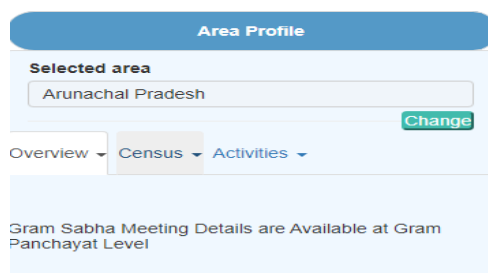 Area Profile
Selected area
Arunachal Pradesh
Change
Overview Census Activities
Gram Sabha Meeting Details are Available at Gram
Panchayat Level